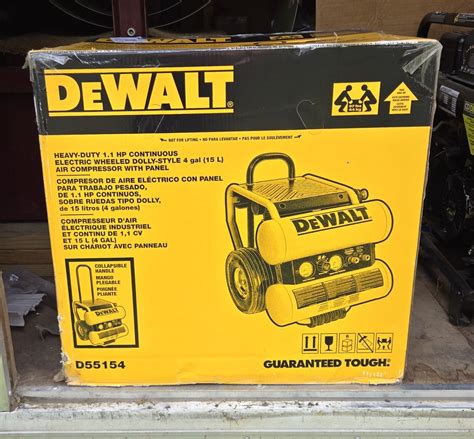 DEWALT
NOT FOR LIFTING • NO PARA LEVANTAR • PAS POUR LE SOULÈVEMENT
HEAVY-DUTY 1.1 HP CONTINUOUS
ELECTRIC WHEELED DOLLY-STYLE 4 gal (15 L)
AIR COMPRESSOR WITH PANEL
COMPRESOR DE AIRE ELÉCTRICO CON PANEL
PARA TRABAJO PESADO,
DE 1.1 HP CONTINUOS,
SOBRE RUEDAS TIPO DOLLY,
de 15 litros (4 galones)
COMPRESSEUR D'AIR
ÉLECTRIQUE INDUSTRIEL
ET CONTINU DE 1,1 CV
ET 15 L (4 GAL)
SUR CHARIOT AVEC PANNEAU
COLLAPSIBLE
HANDLE
MANGO
PLEGABLE
POIGNÉE
PLIANTE
DEWALT
D55154
GUARANTEED TOUGH.